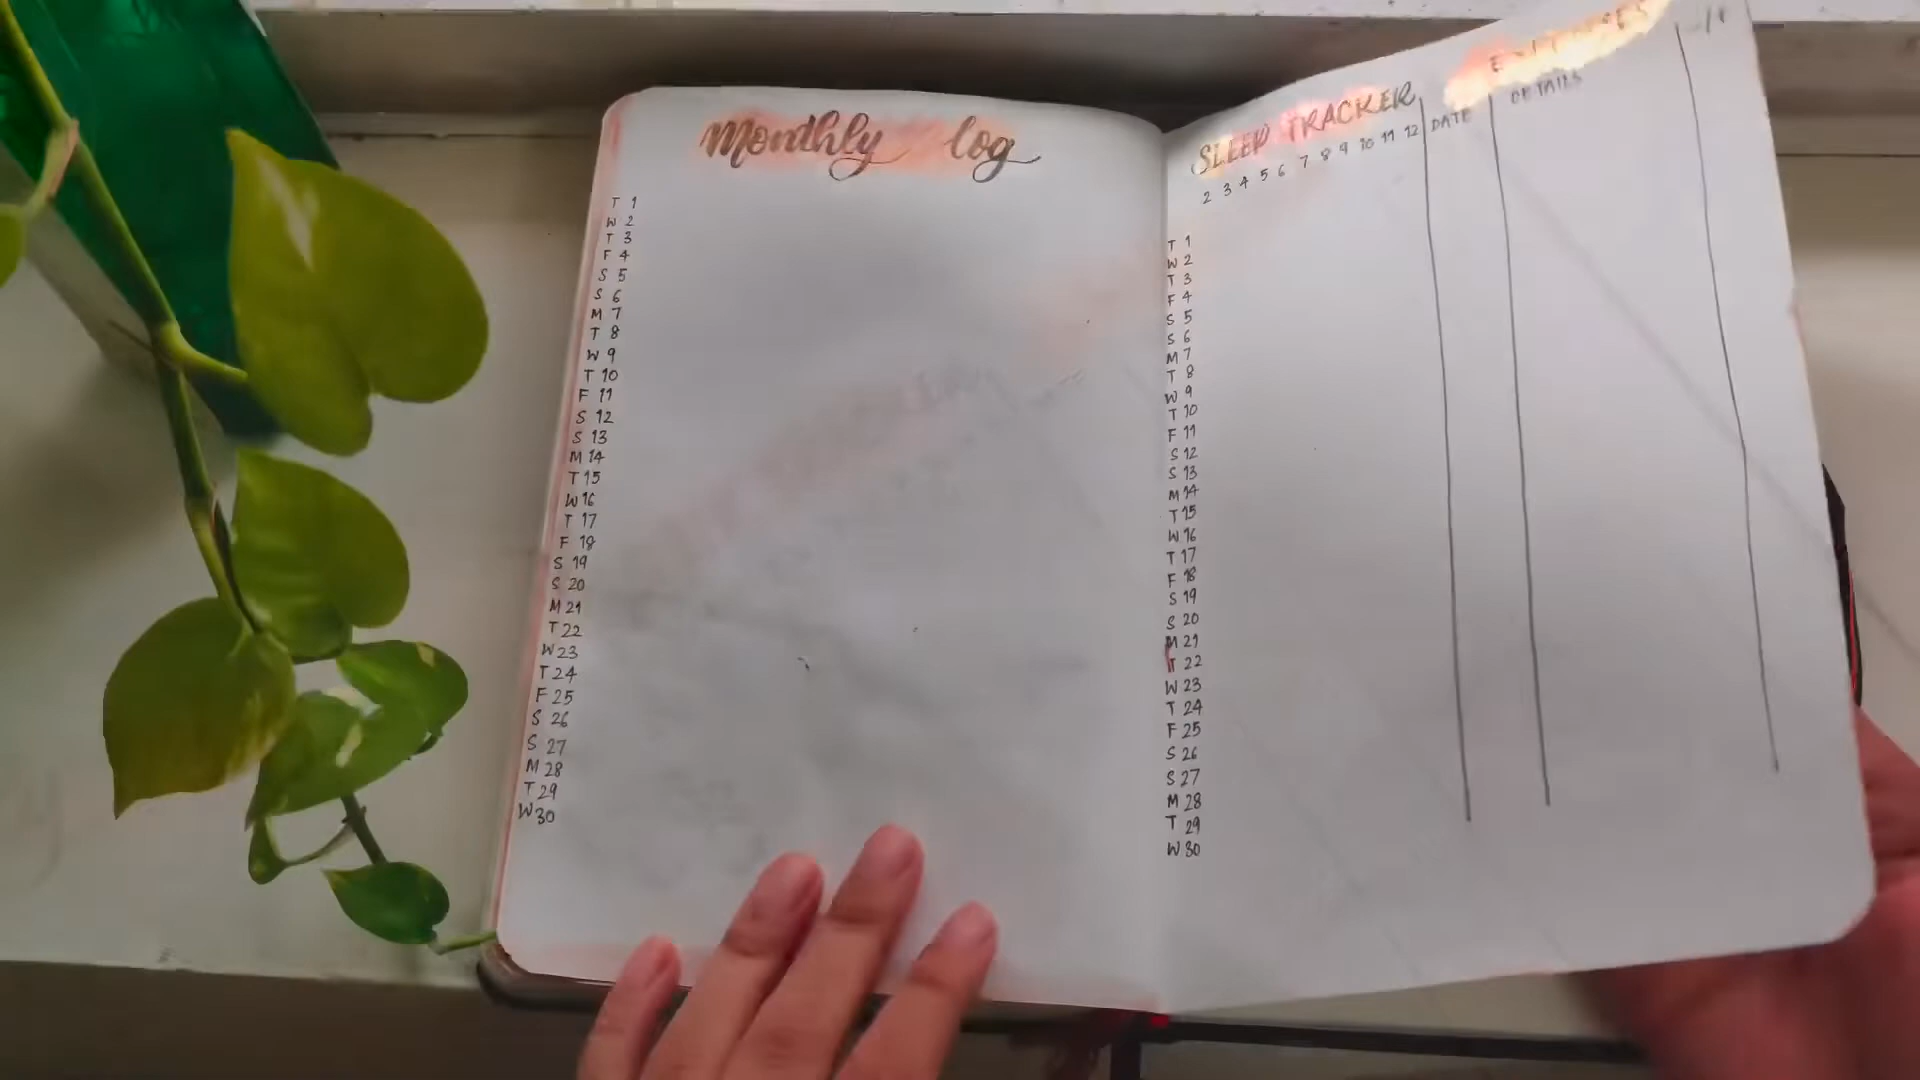 Monthly log
T 1
W 2
T 3
F 4
S 5
S 6
M 7
T 8
W 9
T 10
F 11
S 12
S 13
M 14
T 15
W 16
T 17
F 18
S 19
S 20
M 21
T 22
W 23
T 24
F 25
S 26
S 27
M 28
T 29
W 30
SLEEP TRACKER
2 3 4 5 6 7 8 9 10 11 12
T 1
W 2
T 3
F 4
S 5
S 6
M 7
T 8
W 9
T 10
F 11
S 12
S 13
M 14
T 15
W 16
T 17
F 18
S 19
S 20
M 21
T 22
W 23
T 24
F 25
S 26
S 27
M 28
T 29
W 30
EXPENSES
DATE DETAILS